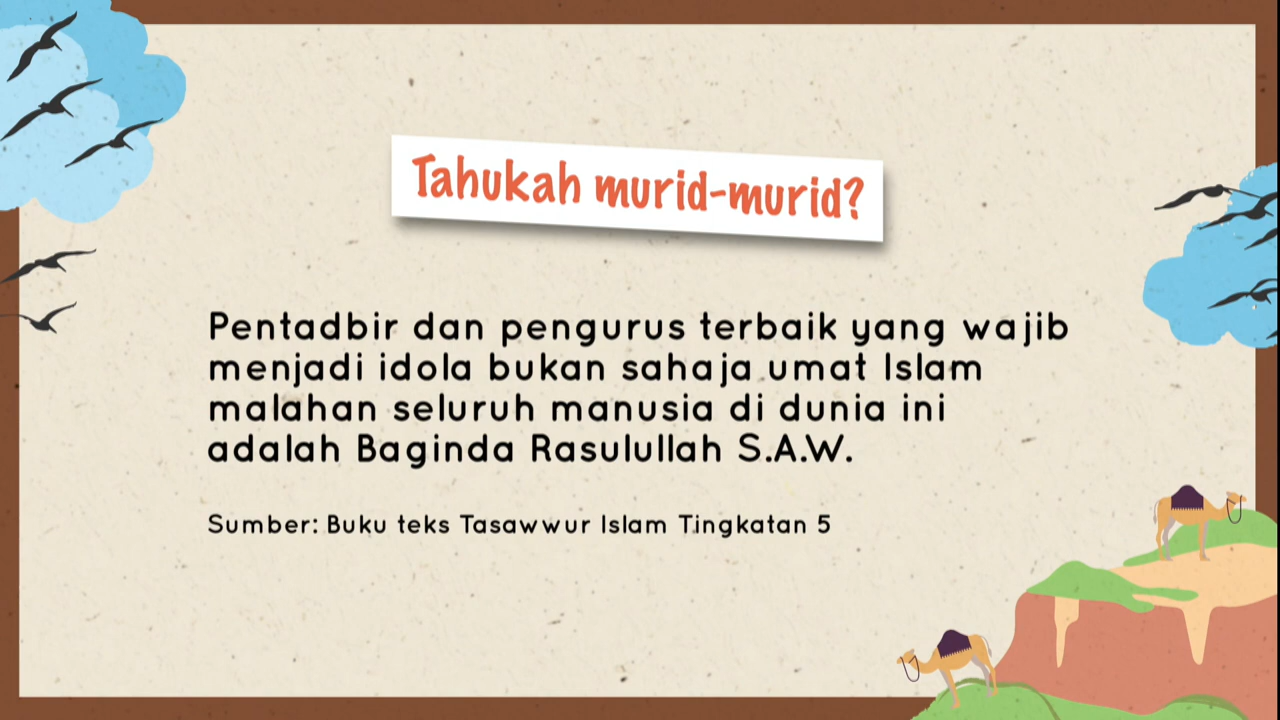 Tahukah murid-murid?
Pentadbir dan pengurus terbaik yang wajib
menjadi idola bukan sahaja umat Islam
malahan seluruh manusia di dunia ini
adalah Baginda Rasulullah S.A.W.
Sumber: Buku teks Tasawwur Islam Tingkatan 5